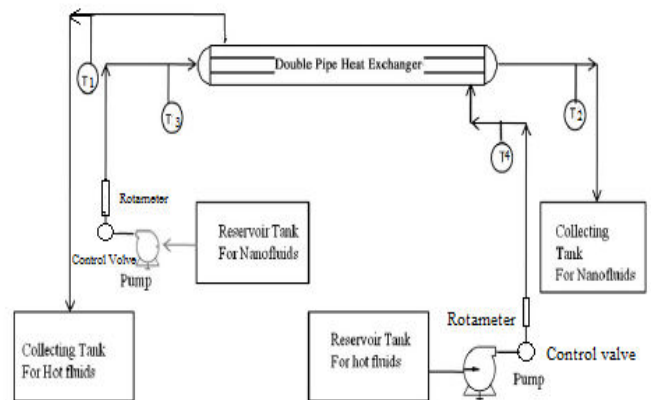 Double Pipe Heat Exchanger
T1
T3
T2
T4
Rotameter
Control Volve
Pump
Reservoir Tank
For Nanofluids
Collecting
Tank
For Nanofluids
Collecting Tank
For Hot fluids
Reservoir Tank
For hot fluids
Rotameter
Control valve
Pump